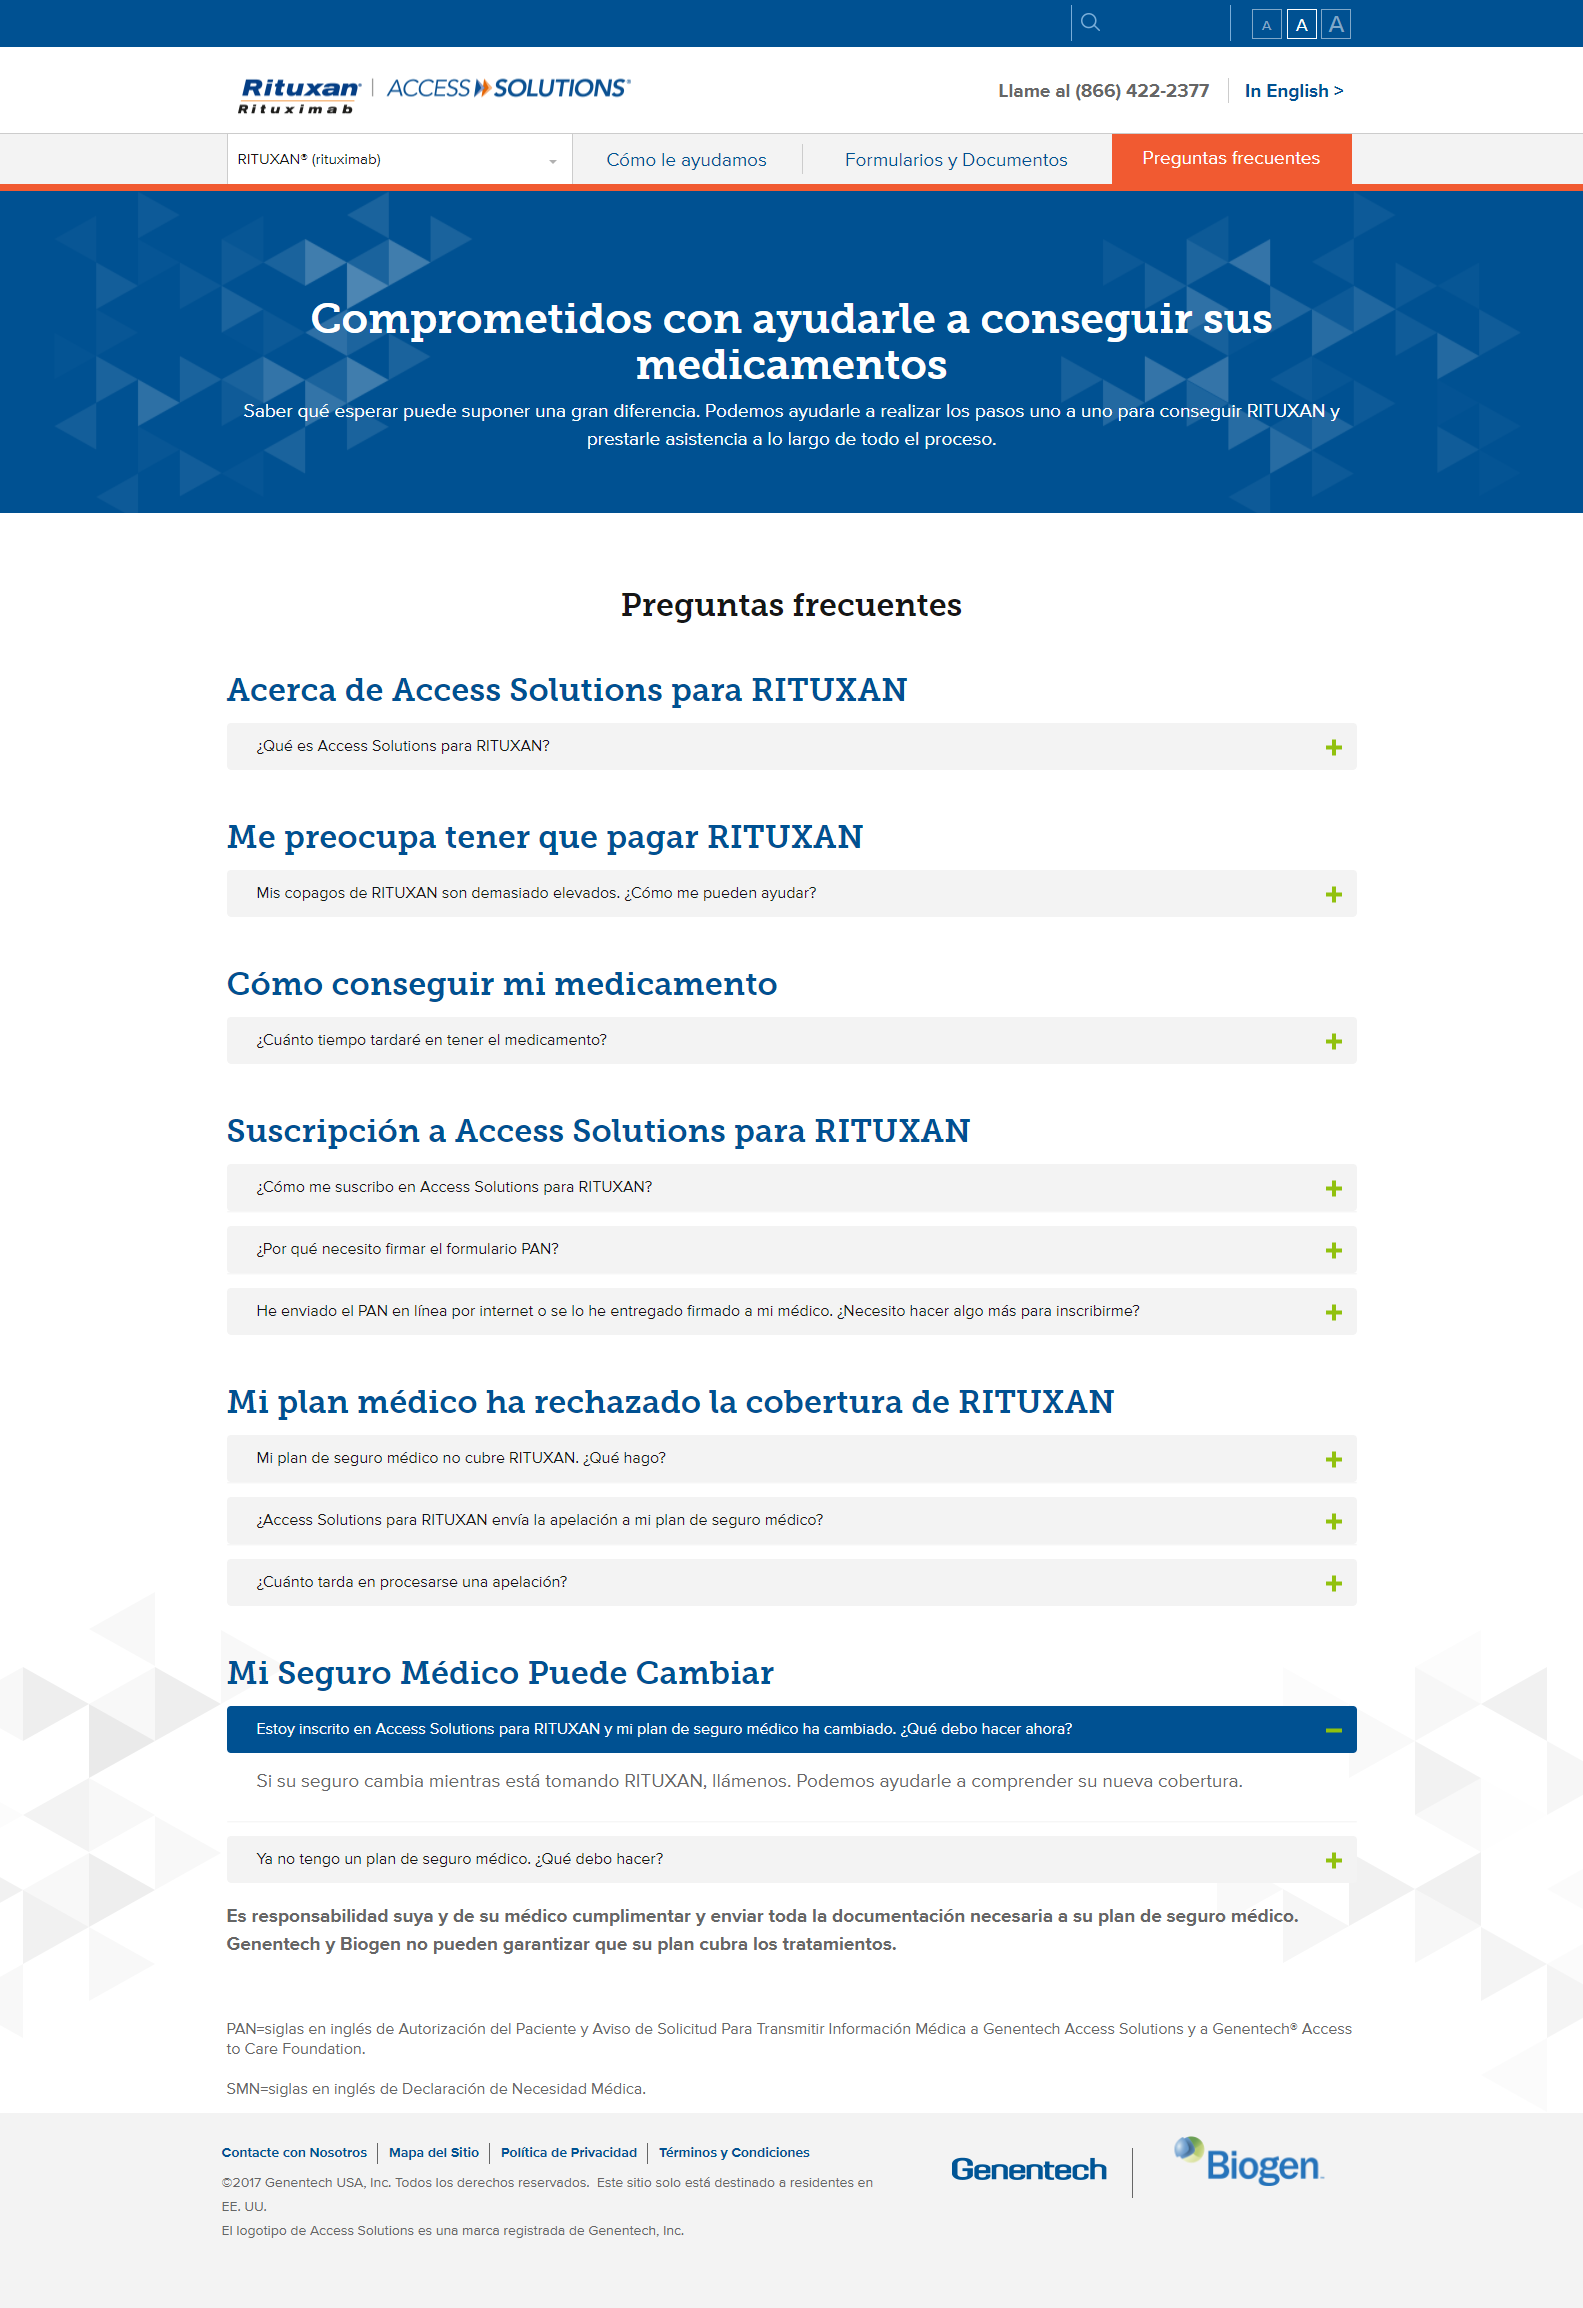 A A A
Rituxan® | ACCESS SOLUTIONS®
Rituximab
Llame al (866) 422-2377
In English >
RITUXAN® (rituximab)
Cómo le ayudamos
Formularios y Documentos
Preguntas frecuentes
Comprometidos con ayudarle a conseguir sus
medicamentos
Saber qué esperar puede suponer una gran diferencia. Podemos ayudarle a realizar los pasos uno a uno para conseguir RITUXAN y
prestarle asistencia a lo largo de todo el proceso.
Preguntas frecuentes
Acerca de Access Solutions para RITUXAN
¿Qué es Access Solutions para RITUXAN?
Me preocupa tener que pagar RITUXAN
Mis copagos de RITUXAN son demasiado elevados. ¿Cómo me pueden ayudar?
Cómo conseguir mi medicamento
¿Cuánto tiempo tardaré en tener el medicamento?
Suscripción a Access Solutions para RITUXAN
¿Cómo me suscribo en Access Solutions para RITUXAN?
¿Por qué necesito firmar el formulario PAN?
He enviado el PAN en línea por internet o se lo he entregado firmado a mi médico. ¿Necesito hacer algo más para inscribirme?
Mi plan médico ha rechazado la cobertura de RITUXAN
Mi plan de seguro médico no cubre RITUXAN. ¿Qué hago?
¿Access Solutions para RITUXAN envía la apelación a mi plan de seguro médico?
¿Cuánto tarda en procesarse una apelación?
Mi Seguro Médico Puede Cambiar
Estoy inscrito en Access Solutions para RITUXAN y mi plan de seguro médico ha cambiado. ¿Qué debo hacer ahora?
Si su seguro cambia mientras está tomando RITUXAN, llámenos. Podemos ayudarle a comprender su nueva cobertura.
Ya no tengo un plan de seguro médico. ¿Qué debo hacer?
Es responsabilidad suya y de su médico cumplimentar y enviar toda la documentación necesaria a su plan de seguro médico.
Genentech y Biogen no pueden garantizar que su plan cubra los tratamientos.
PAN=siglas en inglés de Autorización del Paciente y Aviso de Solicitud Para Transmitir Información Médica a Genentech Access Solutions y a Genentech® Access
to Care Foundation.
SMN=siglas en inglés de Declaración de Necesidad Médica.
Contacte con Nosotros | Mapa del Sitio | Política de Privacidad | Términos y Condiciones
©2017 Genentech USA, Inc. Todos los derechos reservados. Este sitio solo está destinado a residentes en
EE. UU.
El logotipo de Access Solutions es una marca registrada de Genentech, Inc.
Genentech
Biogen